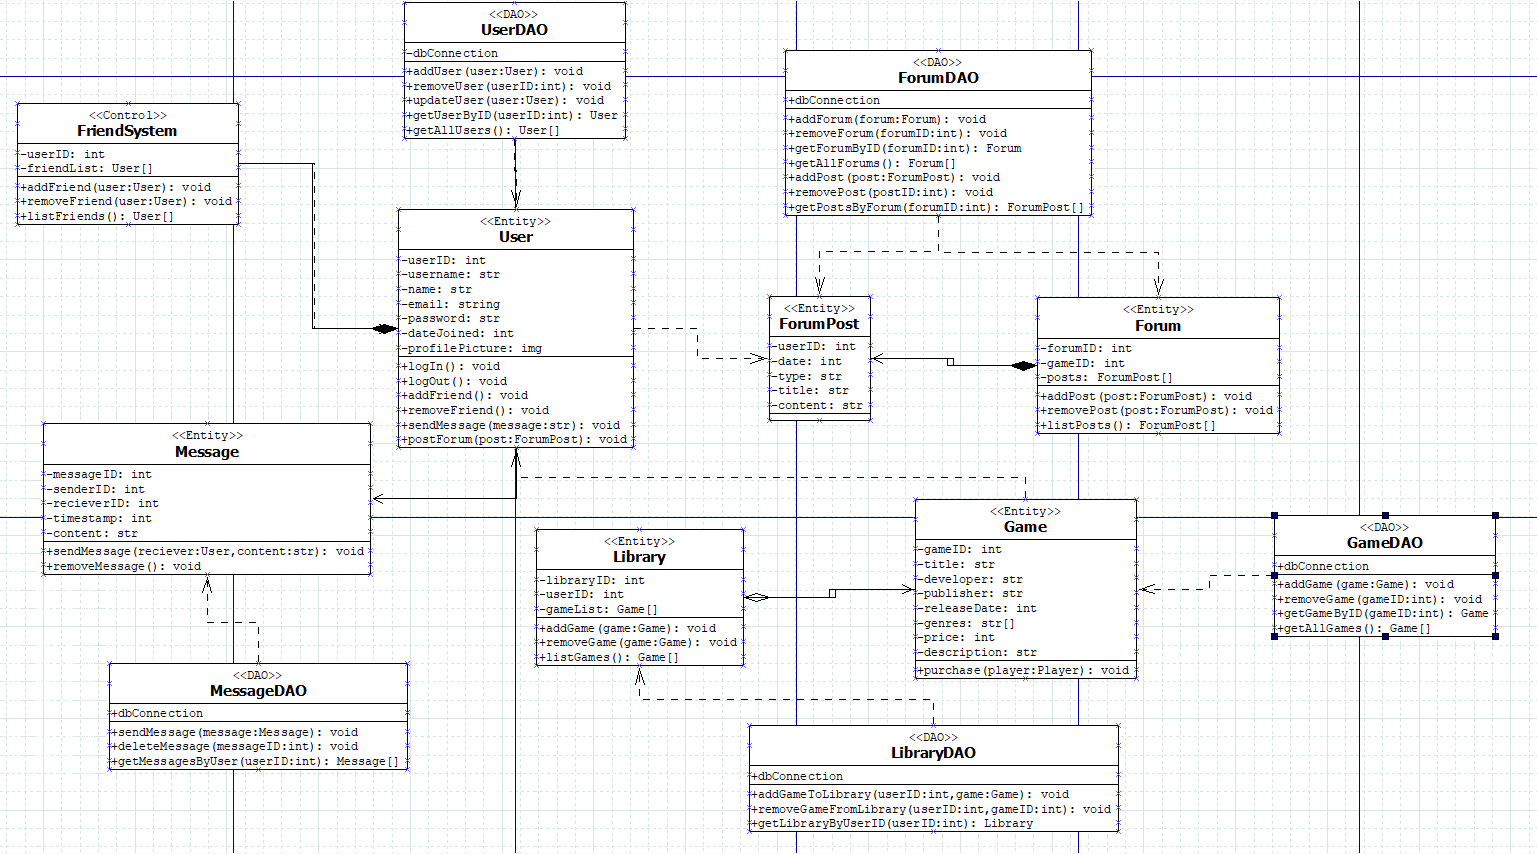 <<DAO>>
UserDAO
-dbConnection
+addUser(user:User): void
+removeUser(userID:int): void
+updateUser(user:User): void
+getUserByID(userID:int): User
+getAllUsers(): User[]
<<DAO>>
ForumDAO
+dbConnection
+addForum(forum:Forum): void
+removeForum(forumID:int): void
+getForumByID(forumID:int): Forum
+getAllForums(): Forum[]
+addPost(post:ForumPost): void
+removePost(postID:int): void
+getPostsByForum(forumID:int): ForumPost[]
<<Control>>
FriendSystem
-userID: int
-friendList: User[]
+addFriend(user:User): void
+removeFriend(user:User): void
+listFriends(): User[]
<<Entity>>
User
-userID: int
-username: str
-name: str
-email: string
-password: str
-dateJoined: int
-profilePicture: img
+logIn(): void
+logOut(): void
+addFriend(): void
+removeFriend(): void
+sendMessage(message:str): void
+postForum(post:ForumPost): void
<<Entity>>
ForumPost
-userID: int
-date: int
-type: str
-title: str
-content: str
<<Entity>>
Forum
-forumID: int
-gameID: int
-posts: ForumPost[]
+addPost(post:ForumPost): void
+removePost(post:ForumPost): void
+listPosts(): ForumPost[]
<<Entity>>
Message
-messageID: int
-senderID: int
-recieverID: int
-timestamp: int
-content: str
+sendMessage(reciever:User,content:str): void
+removeMessage(): void
<<Entity>>
Library
-libraryID: int
-userID: int
-gameList: Game[]
+addGame(game:Game): void
+removeGame(game:Game): void
+listGames(): Game[]
<<Entity>>
Game
-gameID: int
-title: str
-developer: str
-publisher: str
-releaseDate: int
-genres: str[]
-price: int
-description: str
+purchase(player:Player): void
<<DAO>>
GameDAO
+dbConnection
+addGame(game:Game): void
+removeGame(gameID:int): void
+getGameByID(gameID:int): Game
+getAllGames(): Game[]
<<DAO>>
MessageDAO
+dbConnection
+sendMessage(message:Message): void
+deleteMessage(messageID:int): void
+getMessagesByUser(userID:int): Message[]
<<DAO>>
LibraryDAO
+dbConnection
+addGameToLibrary(userID:int,game:Game): void
+removeGameFromLibrary(userID:int,gameID:int): void
+getLibraryByUserID(userID:int): Library